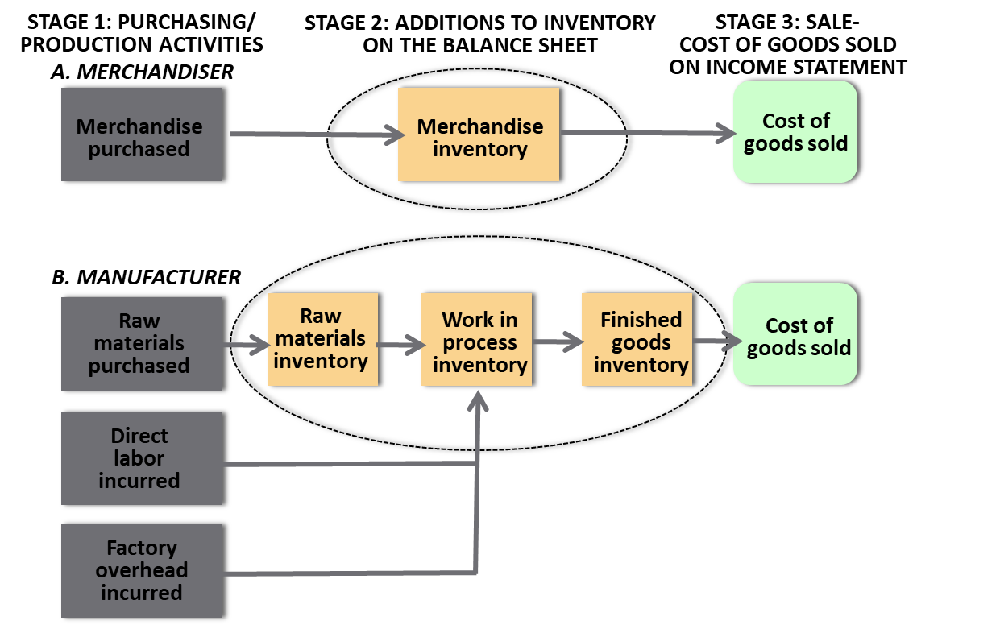 STAGE 1: PURCHASING/
PRODUCTION ACTIVITIES
STAGE 2: ADDITIONS TO INVENTORY
ON THE BALANCE SHEET
STAGE 3: SALE-
COST OF GOODS SOLD
ON INCOME STATEMENT
A. MERCHANDISER
Merchandise
purchased
Merchandise
inventory
Cost of
goods sold
B. MANUFACTURER
Raw
materials
purchased
Raw
materials
inventory
Work in
process
inventory
Finished
goods
inventory
Cost of
goods sold
Direct
labor
incurred
Factory
overhead
incurred